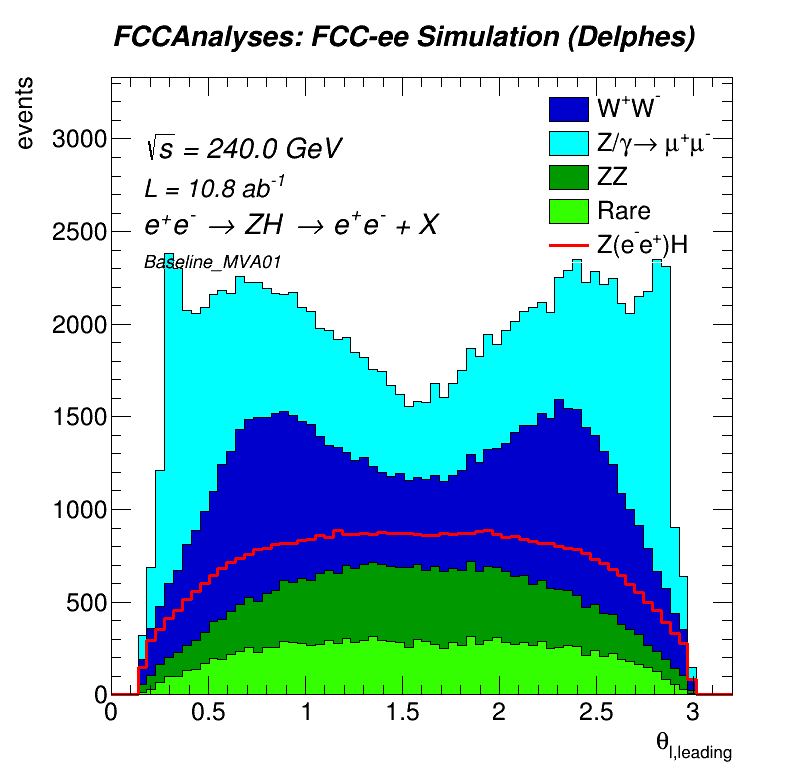 FCCAnalyses: FCC-ee Simulation (Delphes)
events
3000
2500
2000
1500
1000
500
0
√s = 240.0 GeV
L = 10.8 ab⁻¹
e⁺e⁻ → ZH → e⁺e⁻ + X
Baseline_MVA01
W⁺W⁻
Z/γ→ μ⁺μ⁻
ZZ
Rare
Z(e⁻e⁺)H
0 0.5 1 1.5 2 2.5 3
θl,leading